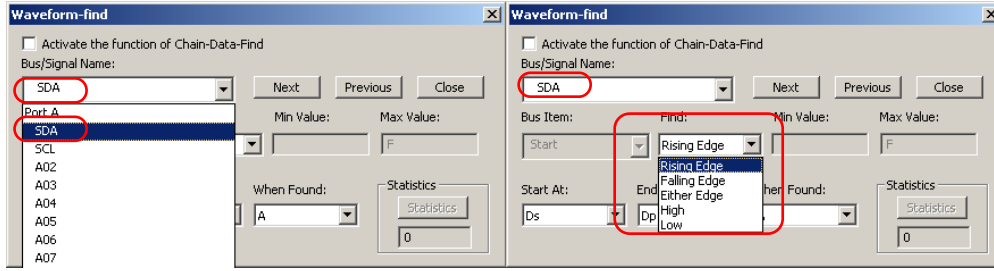 Waveform-find
Activate the function of Chain-Data-Find
Bus/Signal Name:
SDA
Next Previous Close
Port A
SDA
SCL
A02
A03
A04
A05
A06
A07
Min Value: Max Value:
F
When Found:
A
Statistics
Statistics
0
Waveform-find
Activate the function of Chain-Data-Find
Bus/Signal Name:
SDA
Next Previous Close
Bus Item: Find: Min Value: Max Value:
Start Rising Edge F
Rising Edge
Falling Edge
Either Edge
High
Low
Start At: End hen Found:
Ds Dp
Statistics
Statistics
0